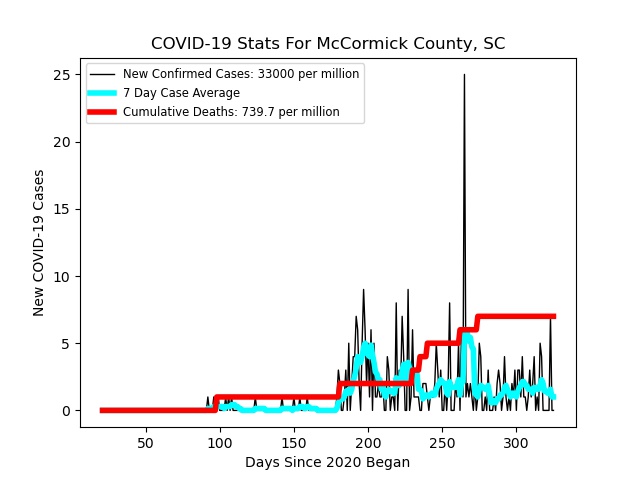 COVID-19 Stats For McCormick County, SC
New Confirmed Cases: 33000 per million
7 Day Case Average
Cumulative Deaths: 739.7 per million
New COVID-19 Cases
25
20
15
10
5
0
50 100 150 200 250 300
Days Since 2020 Began